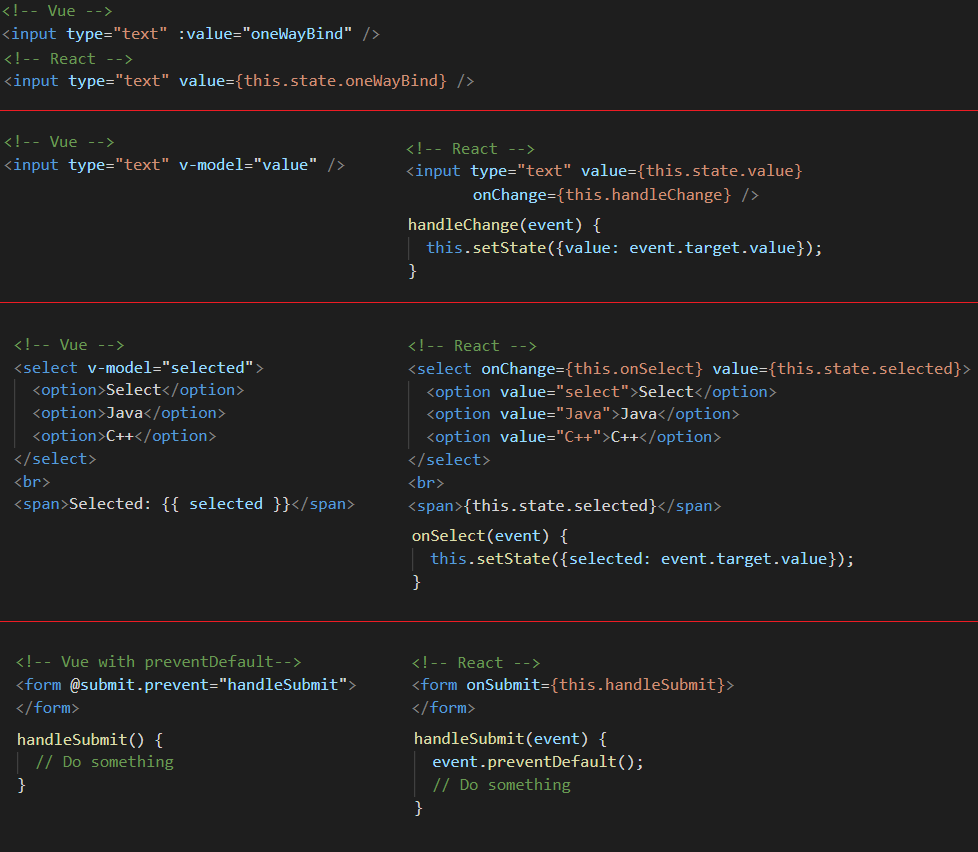 <!-- Vue -->
<input type="text" :value="oneWayBind" />
<!-- React -->
<input type="text" value={this.state.oneWayBind} />
<!-- Vue -->
<input type="text" v-model="value" />
<!-- React -->
<input type="text" value={this.state.value}
onChange={this.handleChange} />
handleChange(event) {
this.setState({value: event.target.value});
}
<!-- Vue -->
<select v-model="selected">
<option>Select</option>
<option>Java</option>
<option>C++</option>
</select>
<br>
<span>Selected: {{ selected }}</span>
<!-- React -->
<select onChange={this.onSelect} value={this.state.selected}>
<option value="select">Select</option>
<option value="Java">Java</option>
<option value="C++">C++</option>
</select>
<br>
<span>{this.state.selected}</span>
onSelect(event) {
this.setState({selected: event.target.value});
}
<!-- Vue with preventDefault-->
<form @submit.prevent="handleSubmit">
</form>
handleSubmit() {
// Do something
}
<!-- React -->
<form onSubmit={this.handleSubmit}>
</form>
handleSubmit(event) {
event.preventDefault();
// Do something
}